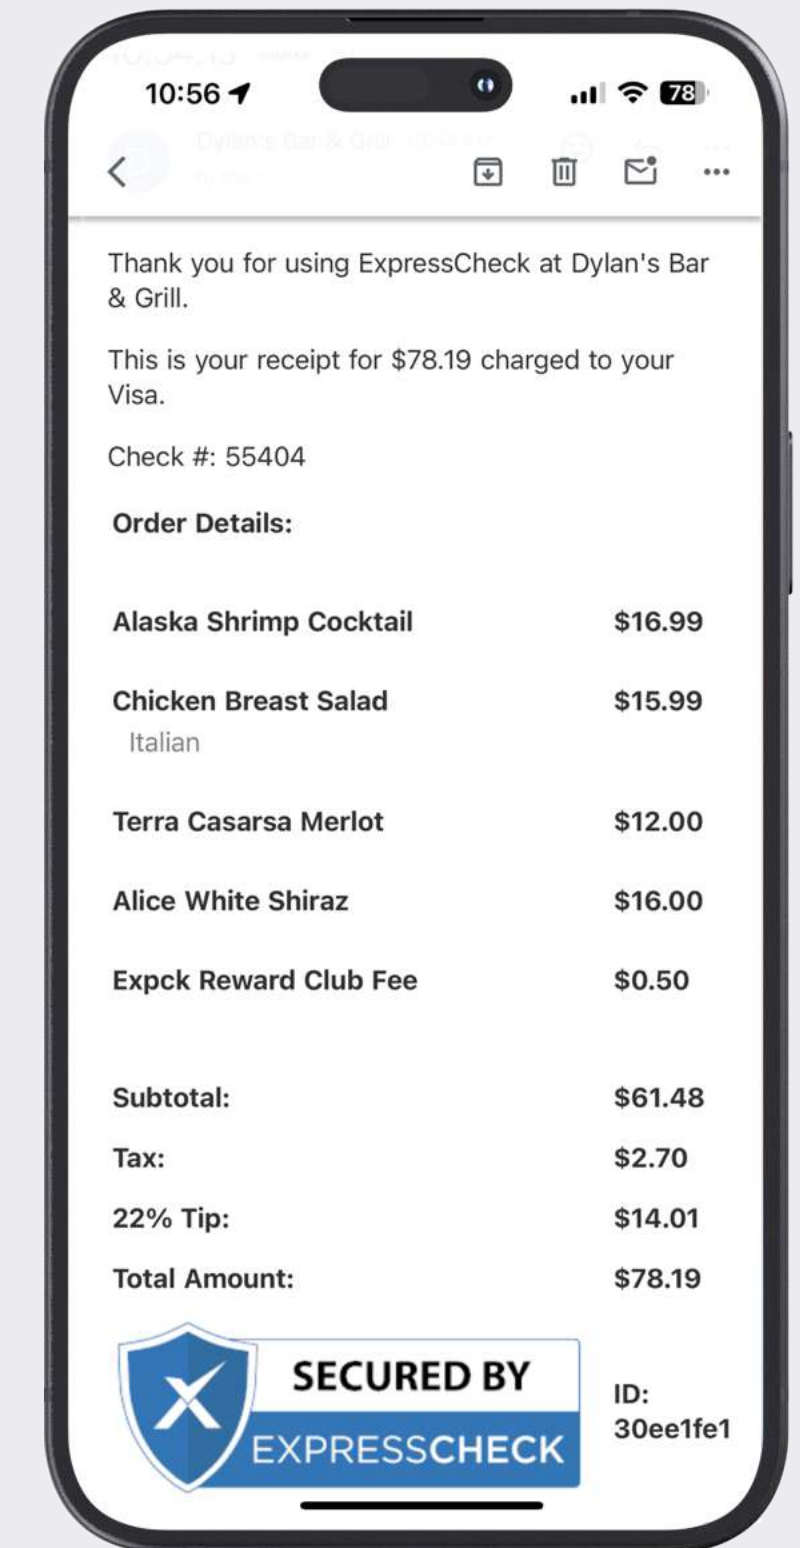 10:56
78
Thank you for using ExpressCheck at Dylan's Bar
& Grill.
This is your receipt for $78.19 charged to your
Visa.
Check #: 55404
Order Details:
Alaska Shrimp Cocktail $16.99
Chicken Breast Salad $15.99
Italian
Terra Casarsa Merlot $12.00
Alice White Shiraz $16.00
Expck Reward Club Fee $0.50
Subtotal: $61.48
Tax: $2.70
22% Tip: $14.01
Total Amount: $78.19
SECURED BY
EXPRESSCHECK
ID:
30ee1fe1